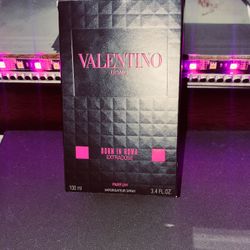 VALENTINO
UOMO
BORN IN ROMA
EXTRADOSE
PARFUM
VAPORISATEUR SPRAY
100 ml
3.4 FL.OZ